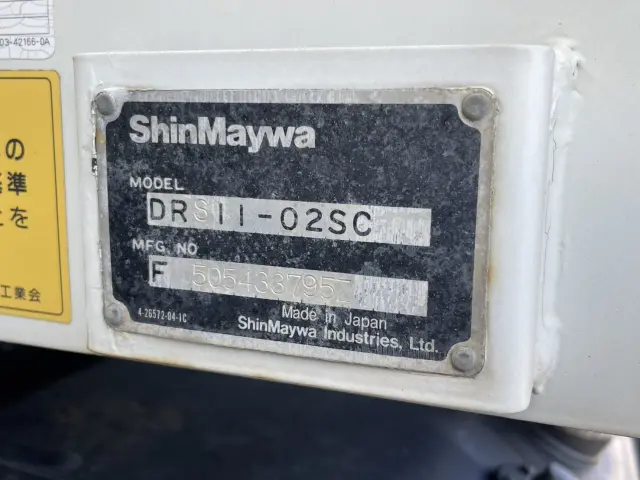 03-42166-0A
の
準
を
工業会
ShinMaywa
MODEL
DRS11-02SC
MFG. NO
F
4-26572-04-1C
Made in Japan
ShinMaywa Industries, Ltd.